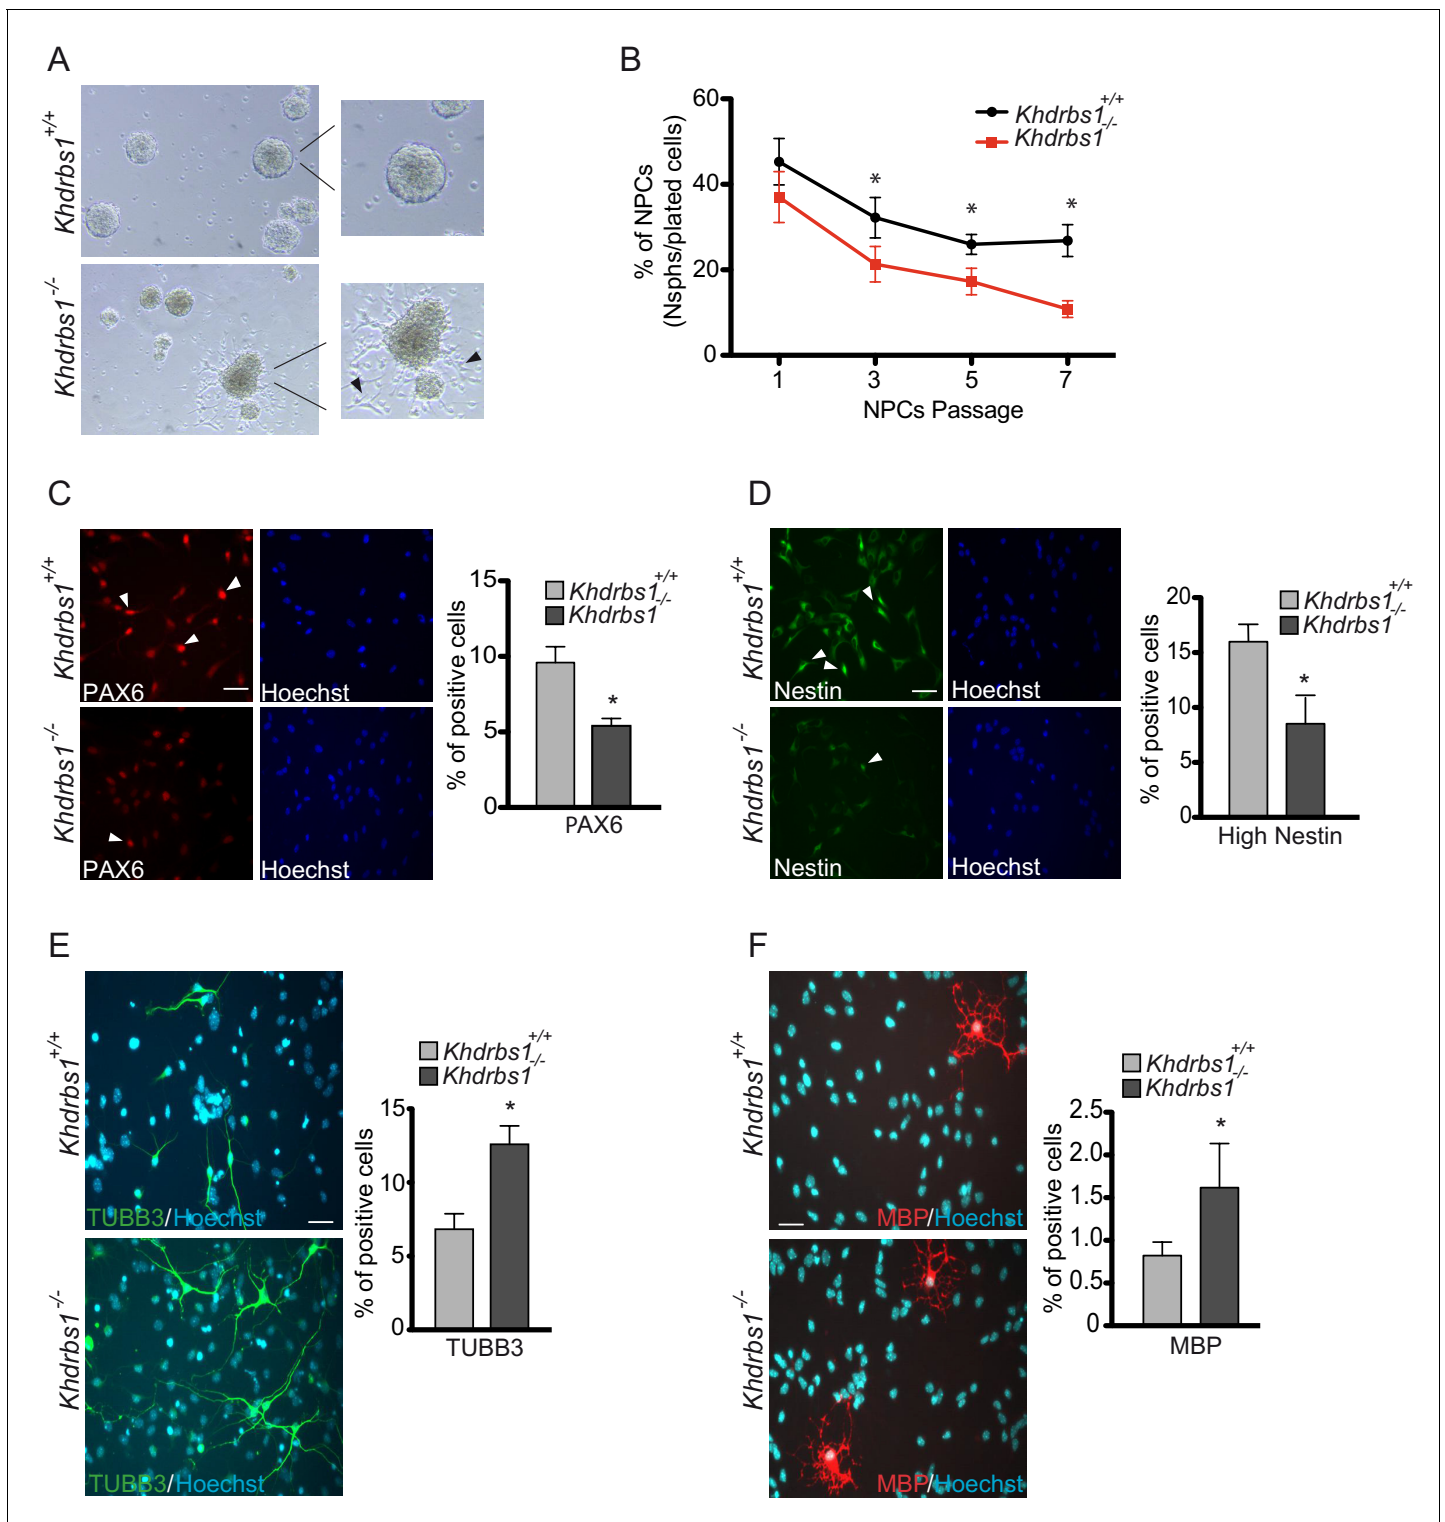 A
Khdrbs1+/+
Khdrbs1-/-
B
60
40
20
0
% of NPCs
(Nsphs/plated cells)
Khdrbs1+/+
Khdrbs1-/-
*
*
*
1 3 5 7
NPCs Passage
C
Khdrbs1+/+
PAX6
Hoechst
Khdrbs1-/-
PAX6
Hoechst
% of positive cells
15
10
5
0
Khdrbs1+/+
Khdrbs1-/-
*
PAX6
D
Khdrbs1+/+
Nestin
Hoechst
Khdrbs1-/-
Nestin
Hoechst
% of positive cells
20
15
10
5
0
Khdrbs1+/+
Khdrbs1-/-
*
High Nestin
E
Khdrbs1+/+
TUBB3/Hoechst
Khdrbs1-/-
TUBB3/Hoechst
Khdrbs1+/+
Khdrbs1-/-
% of positive cells
15
10
5
0
*
TUBB3
F
Khdrbs1+/+
MBP/Hoechst
Khdrbs1-/-
MBP/Hoechst
Khdrbs1+/+
Khdrbs1-/-
% of positive cells
2.5
2.0
1.5
1.0
0.5
0
*
MBP